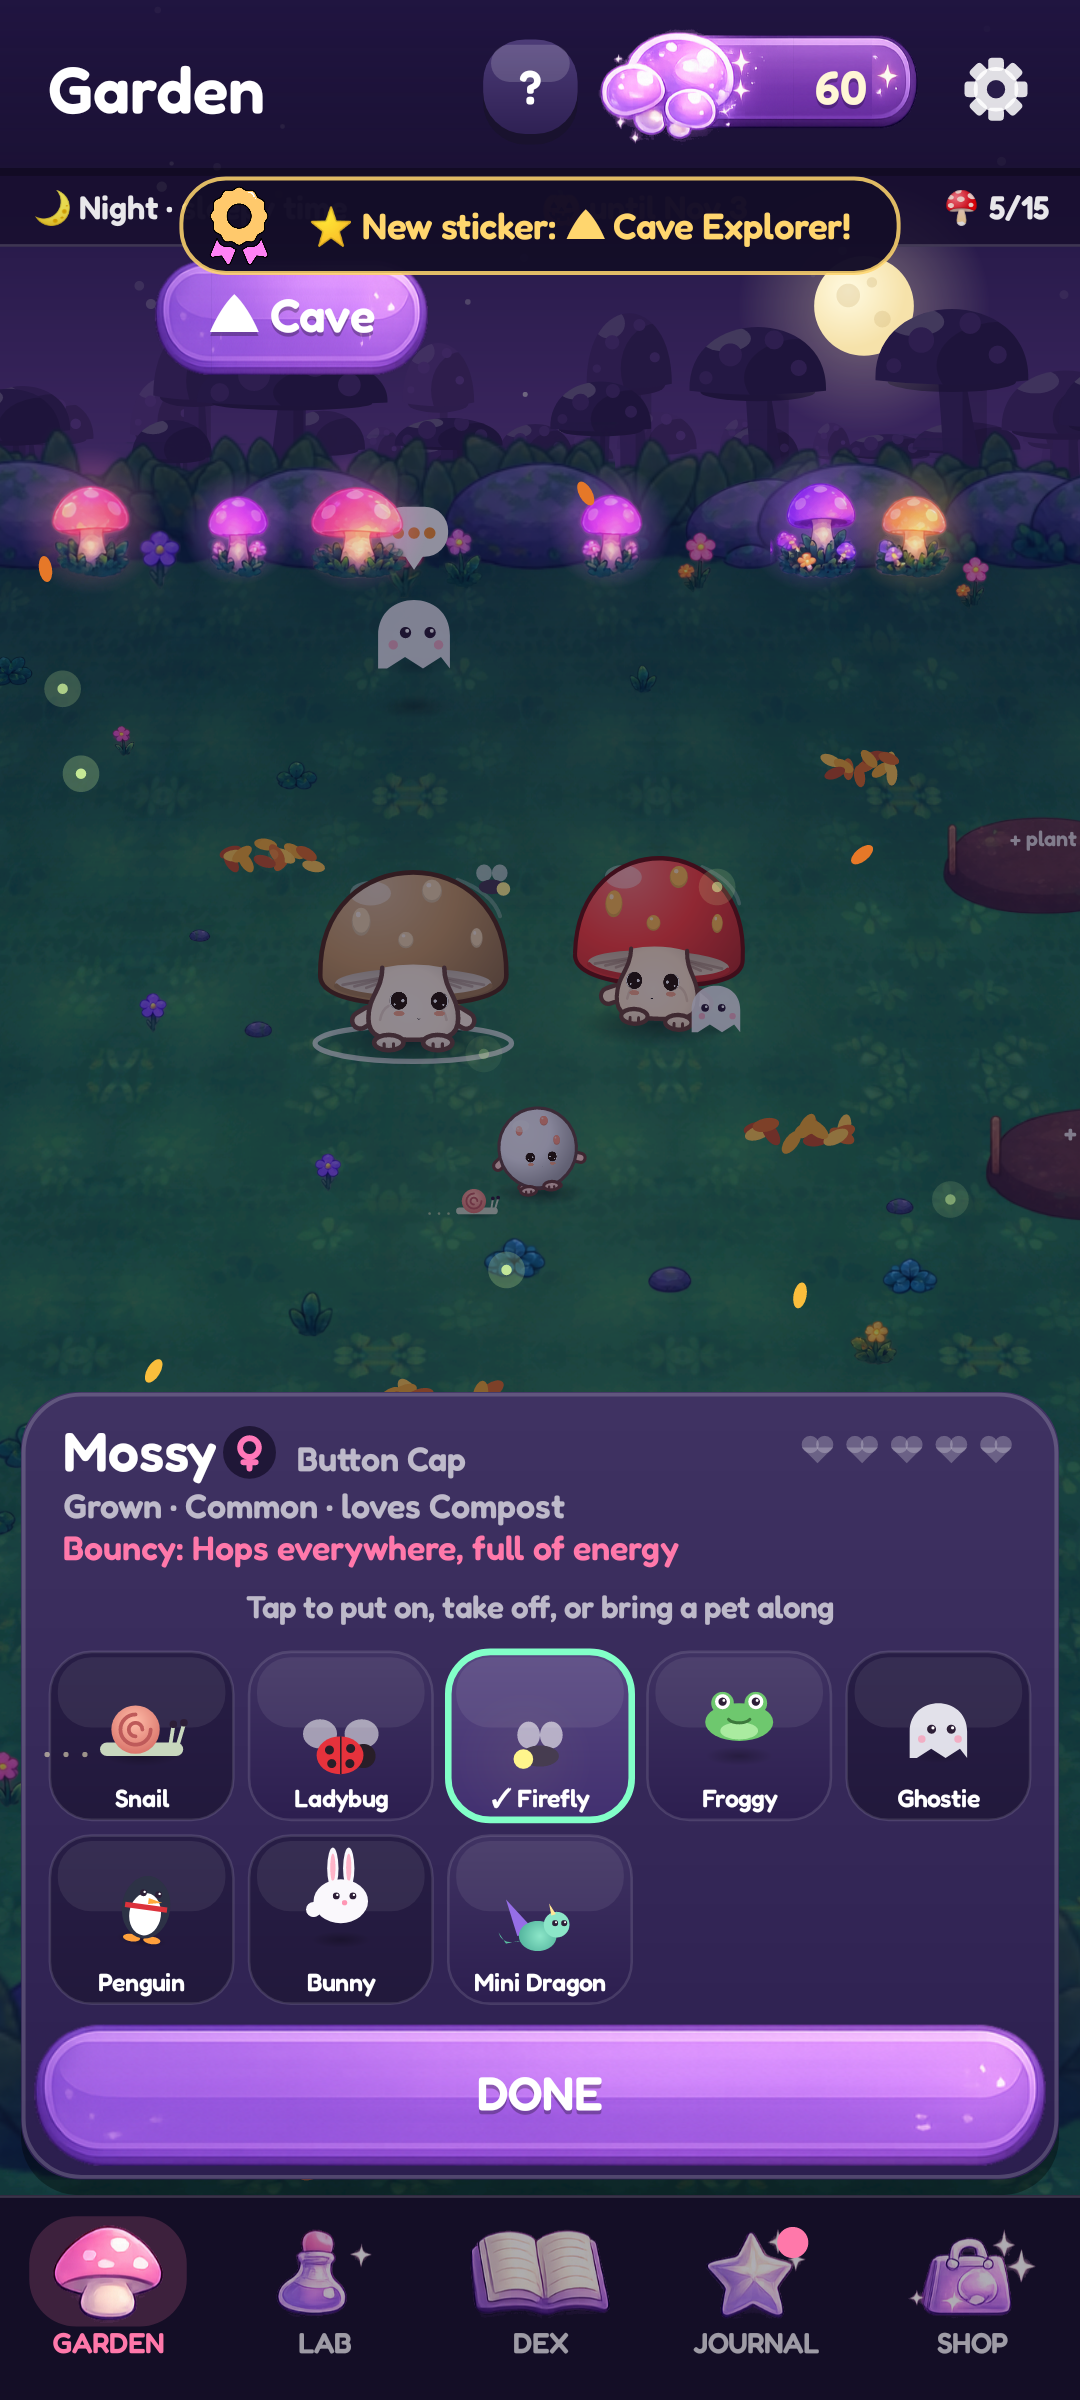 Garden
?
60
Night ·
New sticker: Cave Explorer!
5/15
Cave
+ plant
+
Mossy Button Cap
Grown · Common · loves Compost
Bouncy: Hops everywhere, full of energy
Tap to put on, take off, or bring a pet along
Snail
Ladybug
✓ Firefly
Froggy
Ghostie
Penguin
Bunny
Mini Dragon
DONE
GARDEN
LAB
DEX
JOURNAL
SHOP